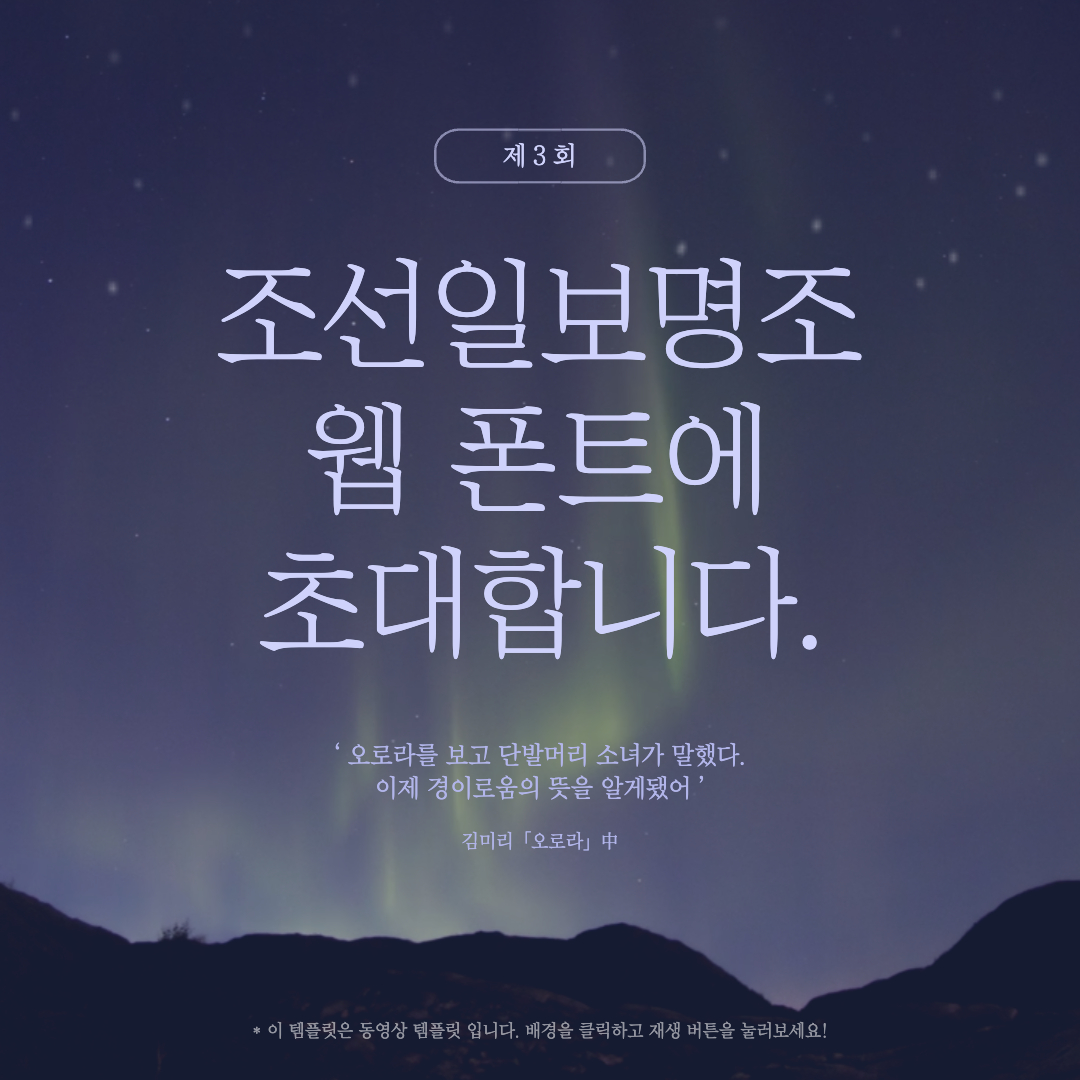 제 3 회
조선일보명조
웹 폰트에
초대합니다.
‘ 오로라를 보고 단발머리 소녀가 말했다.
이제 경이로움의 뜻을 알게됐어 ’
김미리「오로라」中
* 이 템플릿은 동영상 템플릿 입니다. 배경을 클릭하고 재생 버튼을 눌러보세요!